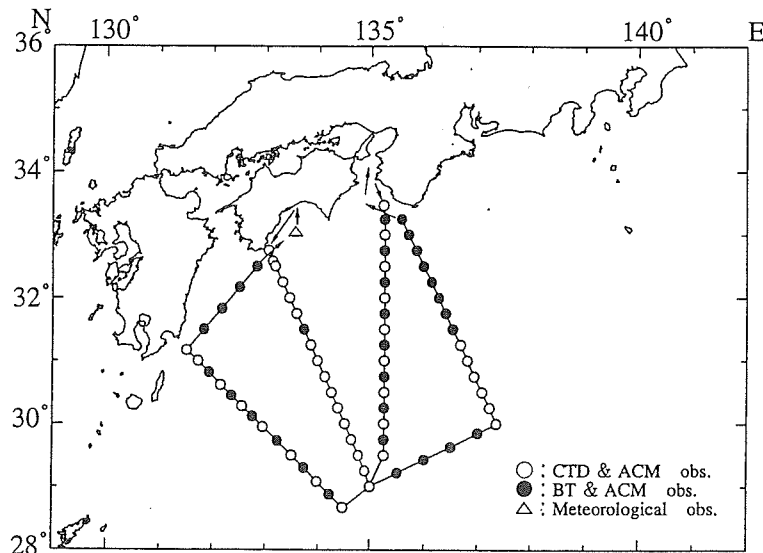 N 130° 135° 140° E
36°
34°
32°
30°
28°
○ : CTD & ACM obs.
● : BT & ACM obs.
△ : Meteorological obs.